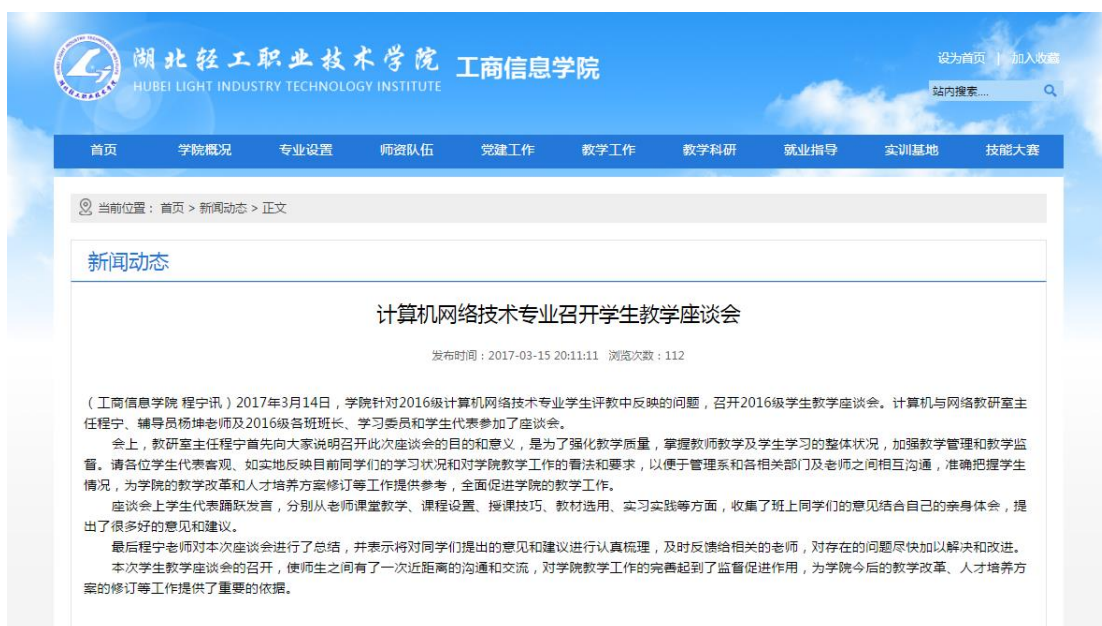 湖北轻工职业技术学院 工商信息学院
HUBEI LIGHT INDUSTRY TECHNOLOGY INSTITUTE
设为首页 | 加入收藏
站内搜索....
首页 学院概况 专业设置 师资队伍 党建工作 教学工作 教学科研 就业指导 实训基地 技能大赛
当前位置： 首页 > 新闻动态 > 正文
新闻动态
计算机网络技术专业召开学生教学座谈会
发布时间：2017-03-15 20:11:11 浏览次数：112
（工商信息学院 程宁讯）2017年3月14日，学院针对2016级计算机网络技术专业学生评教中反映的问题，召开2016级学生教学座谈会。计算机与网络教研室主
任程宁、辅导员杨坤老师及2016级各班班长、学习委员和学生代表参加了座谈会。
会上，教研室主任程宁首先向大家说明召开此次座谈会的目的和意义，是为了强化教学质量，掌握教师教学及学生学习的整体状况，加强教学管理和教学监
督。请各位学生代表客观、如实地反映目前同学们的学习状况和对学院教学工作的看法和要求，以便于管理系和各相关部门及老师之间相互沟通，准确把握学生
情况，为学院的教学改革和人才培养方案修订等工作提供参考，全面促进学院的教学工作。
座谈会上学生代表踊跃发言，分别从老师课堂教学、课程设置、授课技巧、教材选用、实习实践等方面，收集了班上同学们的意见结合自己的亲身体会，提
出了很多好的意见和建议。
最后程宁老师对本次座谈会进行了总结，并表示将对同学们提出的意见和建议进行认真梳理，及时反馈给相关的老师，对存在的问题尽快加以解决和改进。
本次学生教学座谈会的召开，使师生之间有了一次近距离的沟通和交流，对学院教学工作的完善起到了监督促进作用，为学院今后的教学改革、人才培养方
案的修订等工作提供了重要的依据。